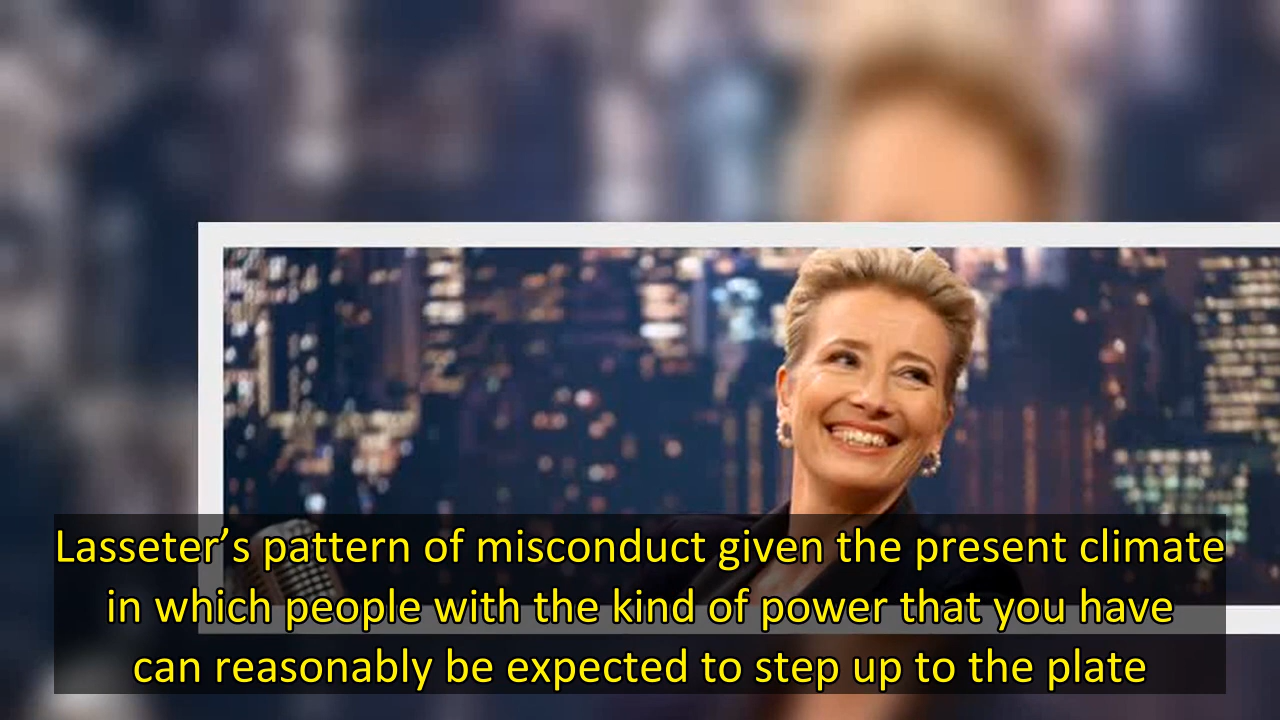 Lasseter’s pattern of misconduct given the present climate
in which people with the kind of power that you have
can reasonably be expected to step up to the plate